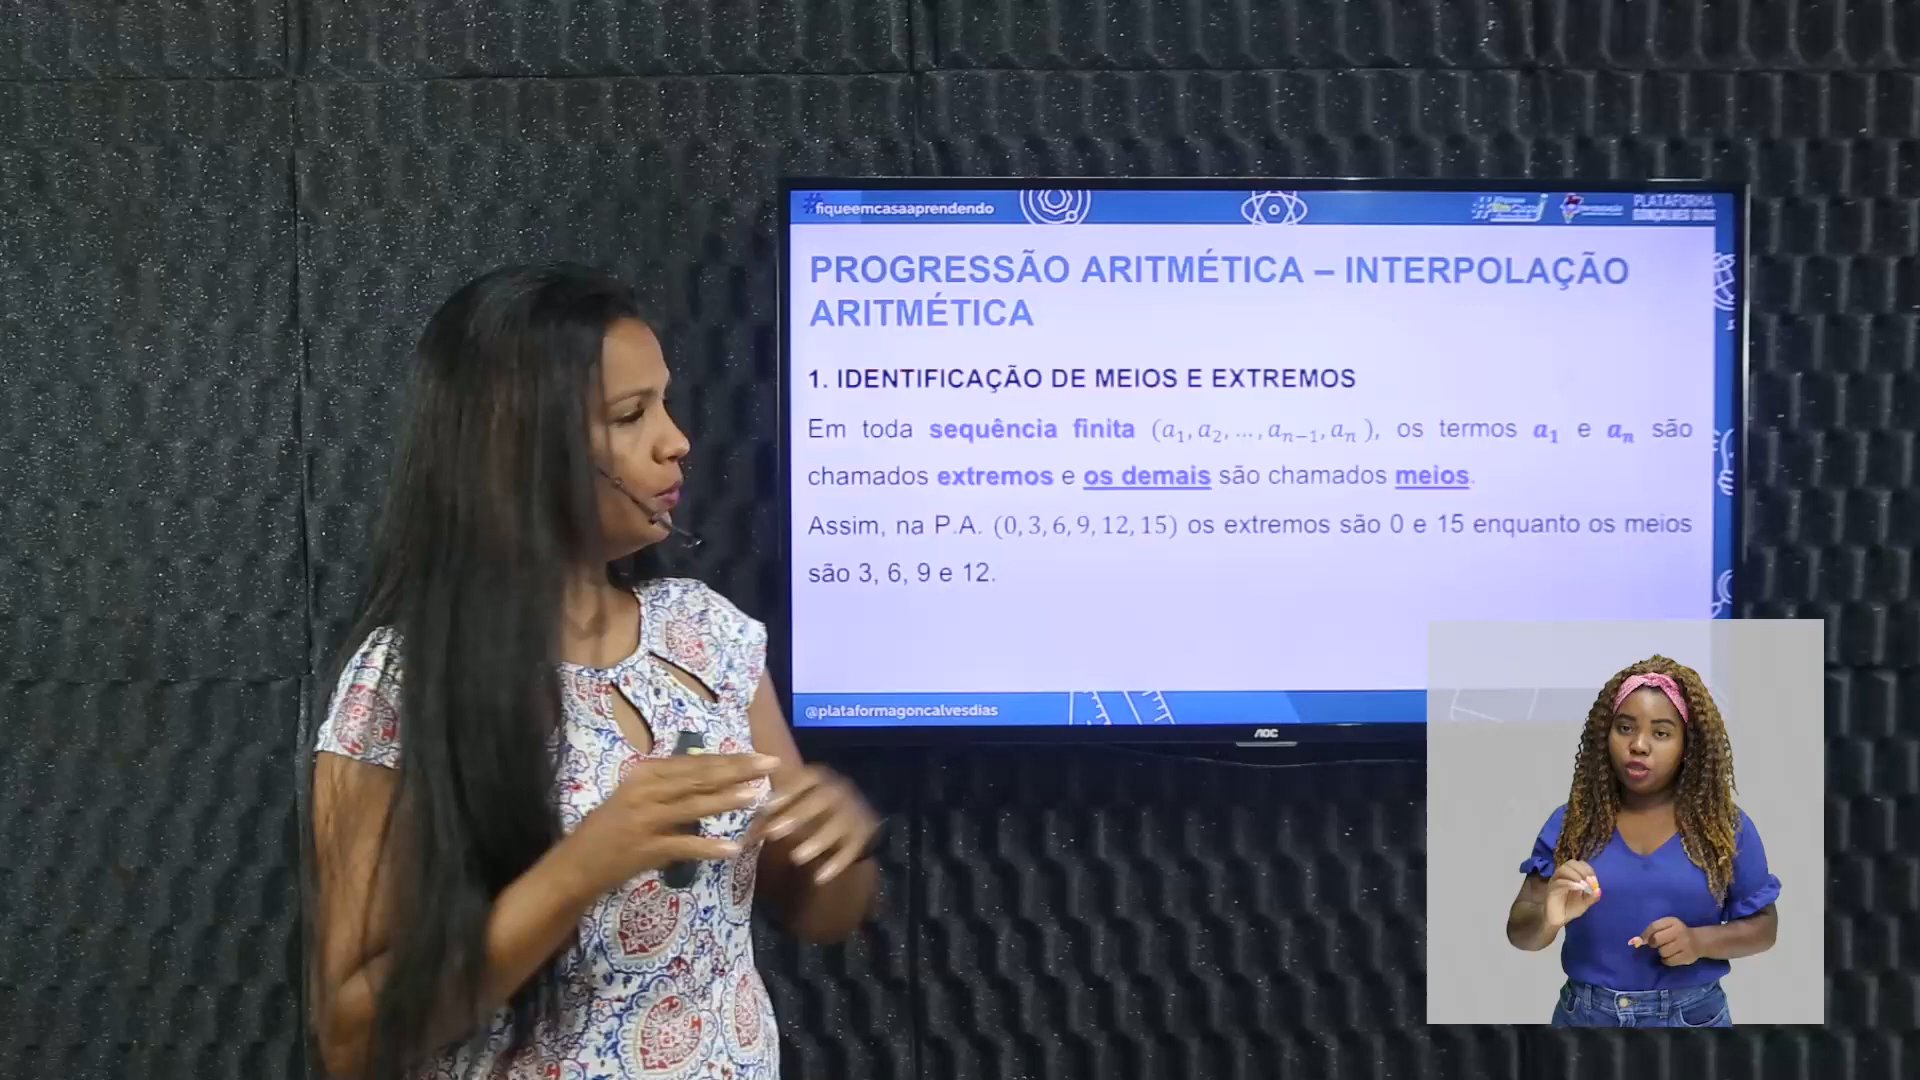 #fiqueemcasaaprendendo
PLATAFORMA
GONÇALVES DIAS
PROGRESSÃO ARITMÉTICA – INTERPOLAÇÃO
ARITMÉTICA
1. IDENTIFICAÇÃO DE MEIOS E EXTREMOS
Em toda sequência finita (a₁, a₂, ..., aₙ₋₁, aₙ ), os termos a₁ e aₙ são
chamados extremos e os demais são chamados meios.
Assim, na P.A. (0, 3, 6, 9, 12, 15) os extremos são 0 e 15 enquanto os meios
são 3, 6, 9 e 12.
@plataformagoncalvesdias
AOC